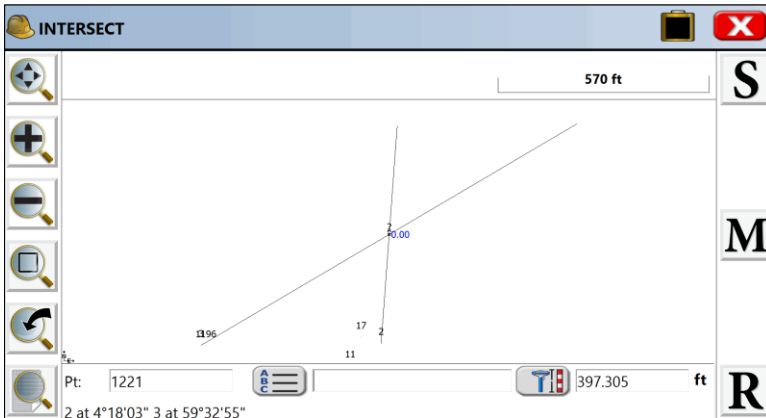 INTERSECT
570 ft
S
2
0.00
M
1196
17
2
11
Pt:
1221
A
B
C
397.305
ft
R
2 at 4°18'03" 3 at 59°32'55"